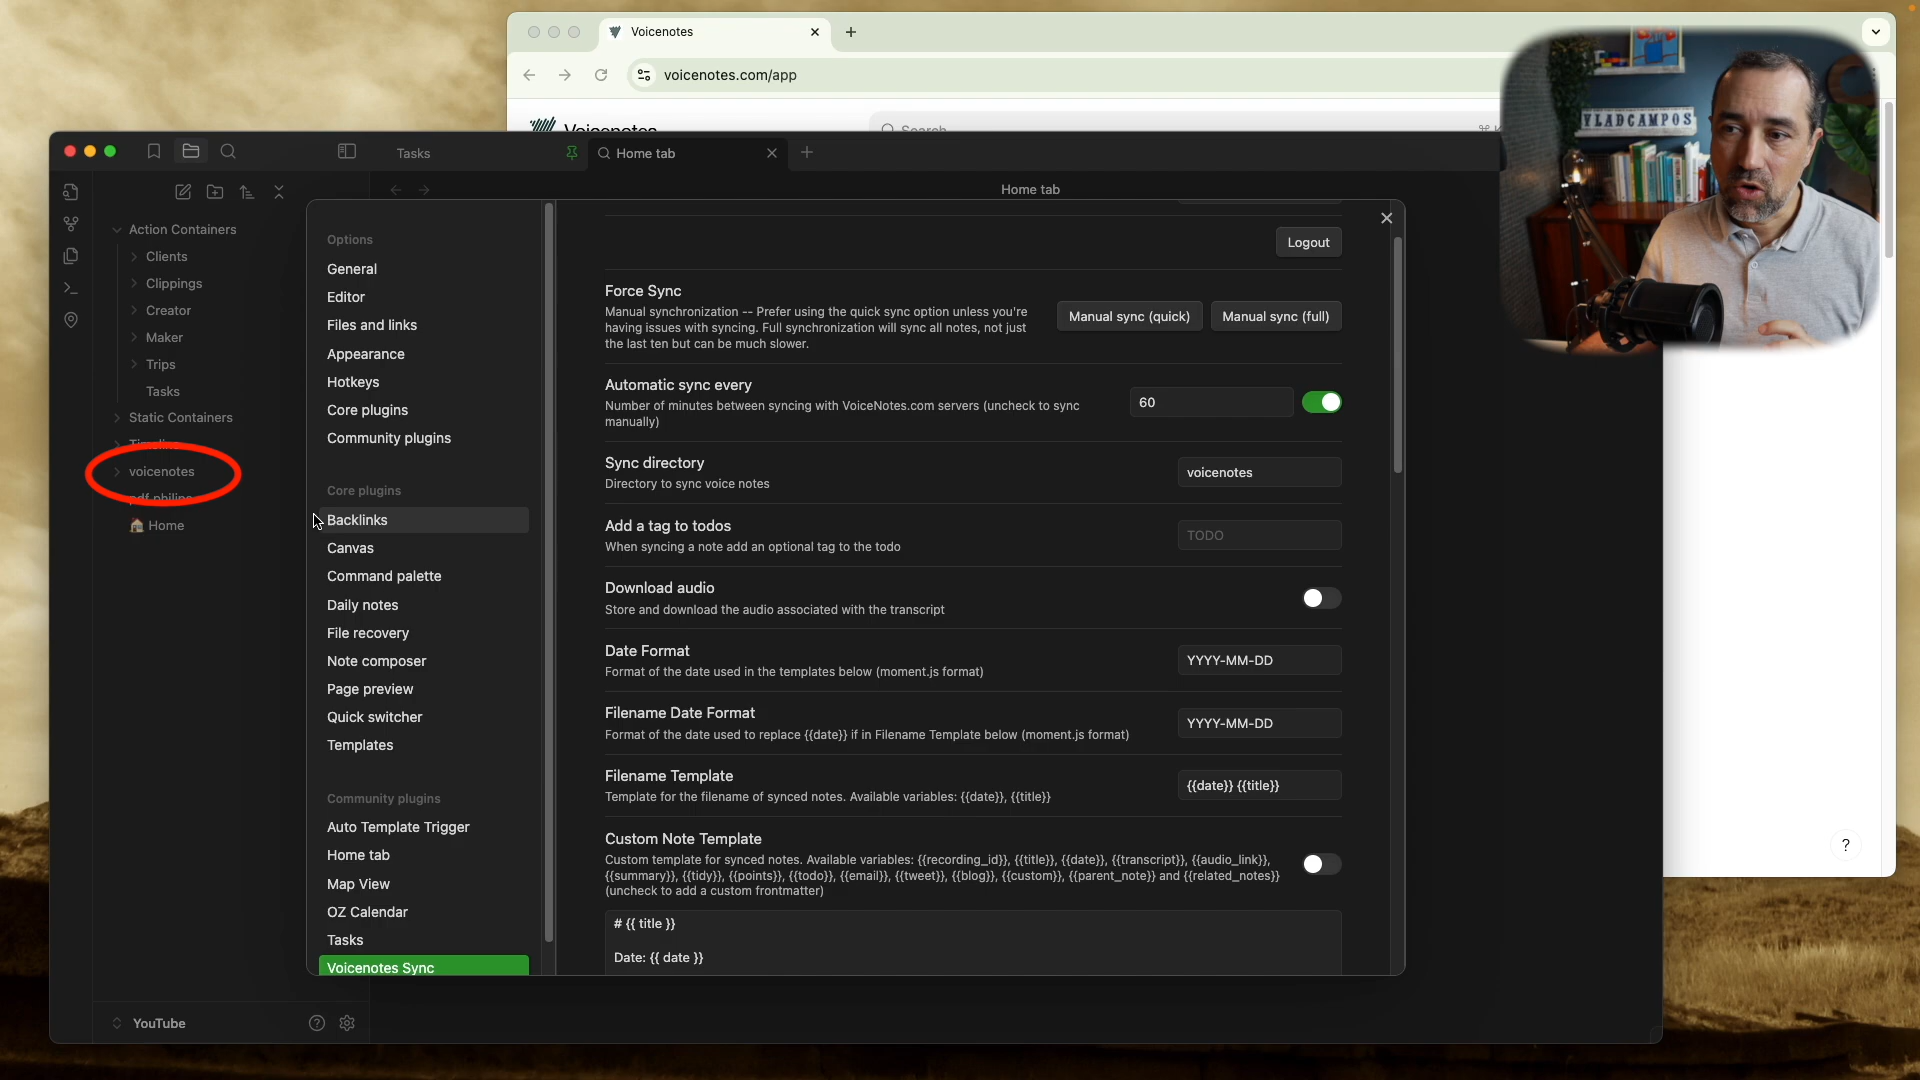 Voicenotes
voicenotes.com/app
Voicenotes
Search
VLADCAMPOS
Tasks
Home tab
Home tab
Action Containers
Clients
Clippings
Creator
Maker
Trips
Tasks
Static Containers
Timeline
voicenotes
pdf philips
🏠 Home
YouTube
Options
General
Editor
Files and links
Appearance
Hotkeys
Core plugins
Community plugins
Core plugins
Backlinks
Canvas
Command palette
Daily notes
File recovery
Note composer
Page preview
Quick switcher
Templates
Community plugins
Auto Template Trigger
Home tab
Map View
OZ Calendar
Tasks
Voicenotes Sync
Logout
Force Sync
Manual synchronization -- Prefer using the quick sync option unless you're
having issues with syncing. Full synchronization will sync all notes, not just
the last ten but can be much slower.
Manual sync (quick)
Manual sync (full)
Automatic sync every
Number of minutes between syncing with VoiceNotes.com servers (uncheck to sync
manually)
60
Sync directory
Directory to sync voice notes
voicenotes
Add a tag to todos
When syncing a note add an optional tag to the todo
TODO
Download audio
Store and download the audio associated with the transcript
Date Format
Format of the date used in the templates below (moment.js format)
YYYY-MM-DD
Filename Date Format
Format of the date used to replace {{date}} if in Filename Template below (moment.js format)
YYYY-MM-DD
Filename Template
Template for the filename of synced notes. Available variables: {{date}}, {{title}}
{{date}} {{title}}
Custom Note Template
Custom template for synced notes. Available variables: {{recording_id}}, {{title}}, {{date}}, {{transcript}}, {{audio_link}},
{{summary}}, {{tidy}}, {{points}}, {{todo}}, {{email}}, {{tweet}}, {{blog}}, {{custom}}, {{parent_note}} and {{related_notes}}
(uncheck to add a custom frontmatter)
# {{ title }}
Date: {{ date }}
?